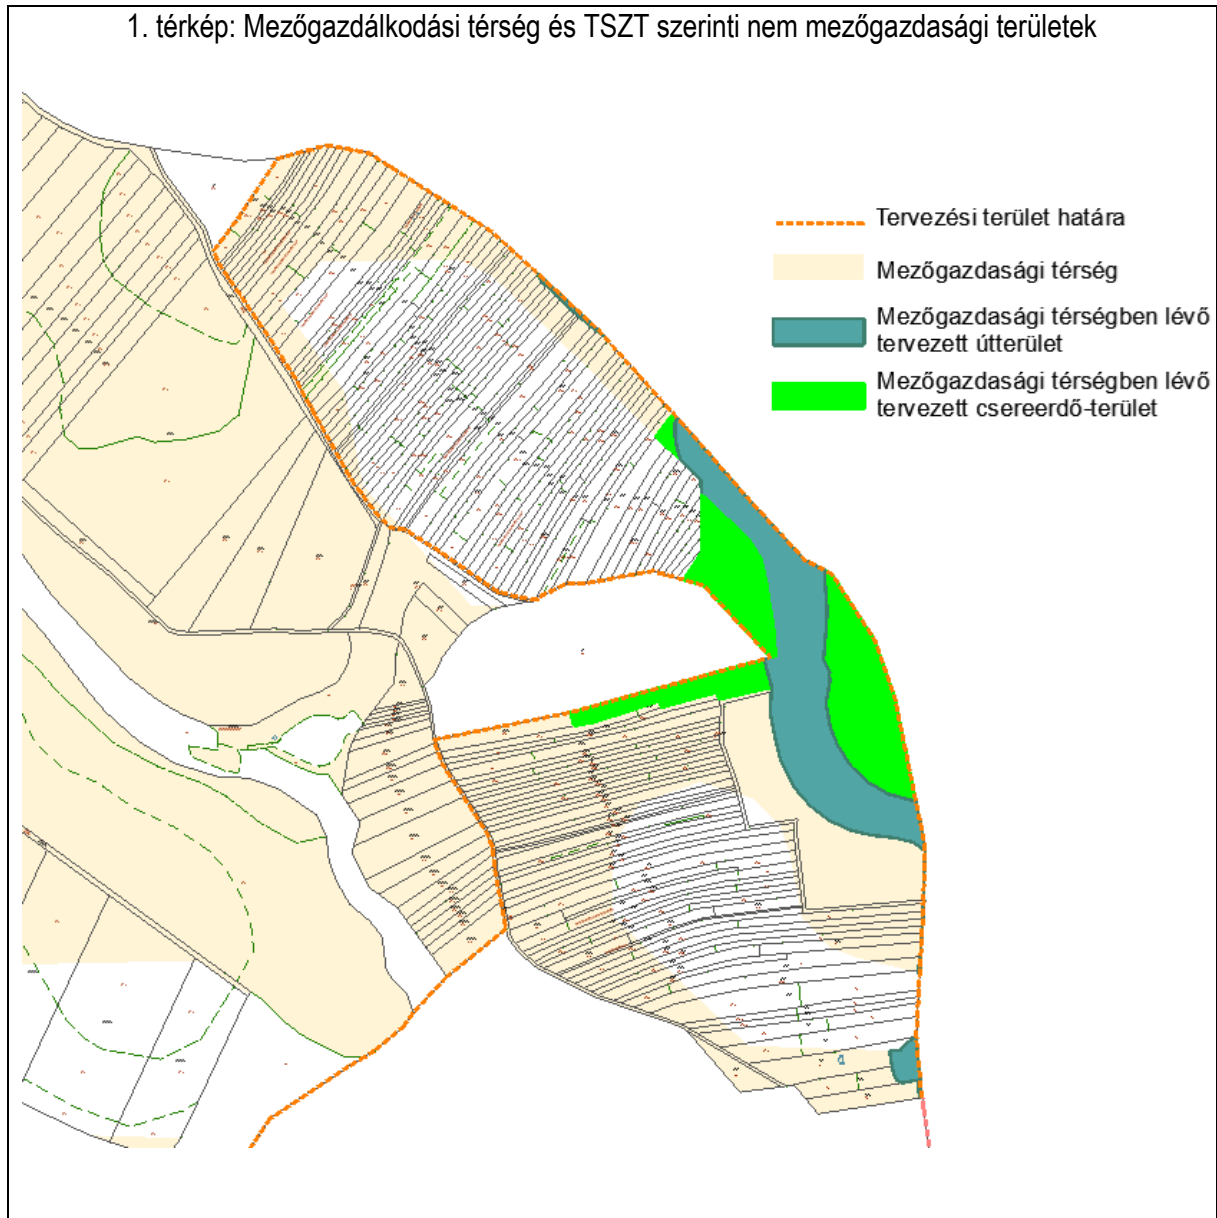 1. térkép: Mezőgazdálkodási térség és TSZT szerinti nem mezőgazdasági területek
Tervezési terület határa
Mezőgazdasági térség
Mezőgazdasági térségben lévő
tervezett útterület
Mezőgazdasági térségben lévő
tervezett csereerdő-terület